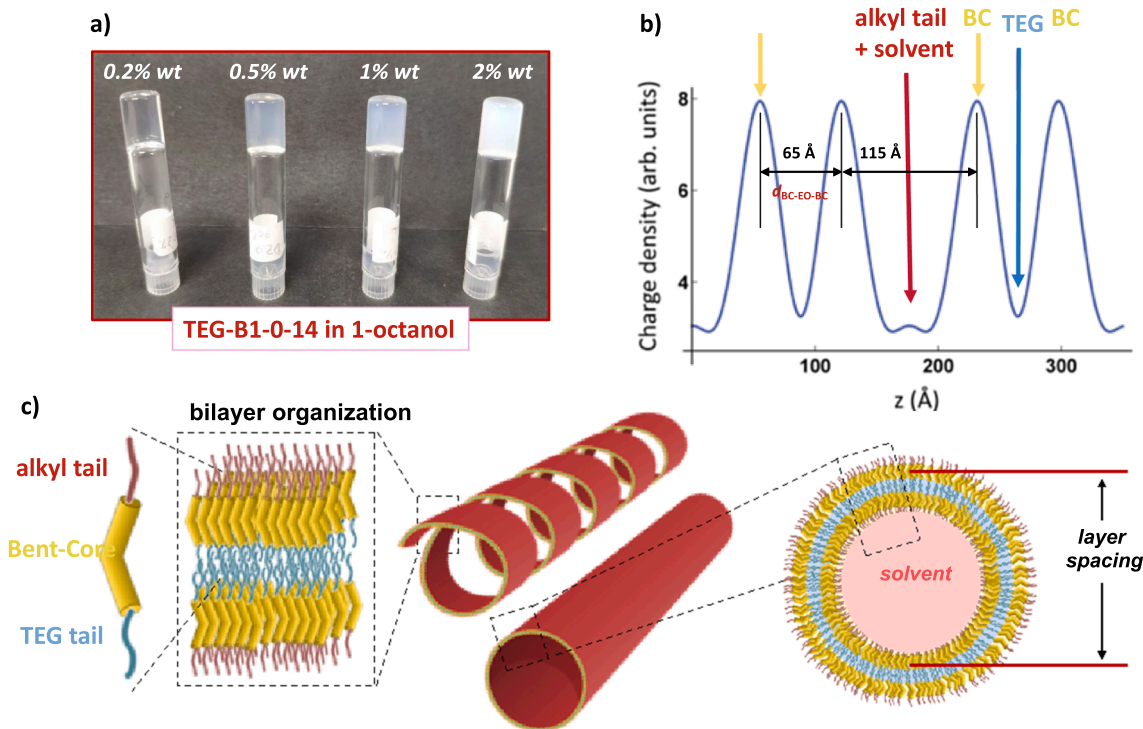 a)
0.2% wt
0.5% wt
1% wt
2% wt
TEG-B1-0-14 in 1-octanol
b)
alkyl tail
+ solvent
BC
TEG
BC
Charge density (arb. units)
8
6
4
65 Å
115 Å
dBC-EO-BC
100
200
300
z (Å)
c)
bilayer organization
alkyl tail
Bent-Core
TEG tail
solvent
layer
spacing